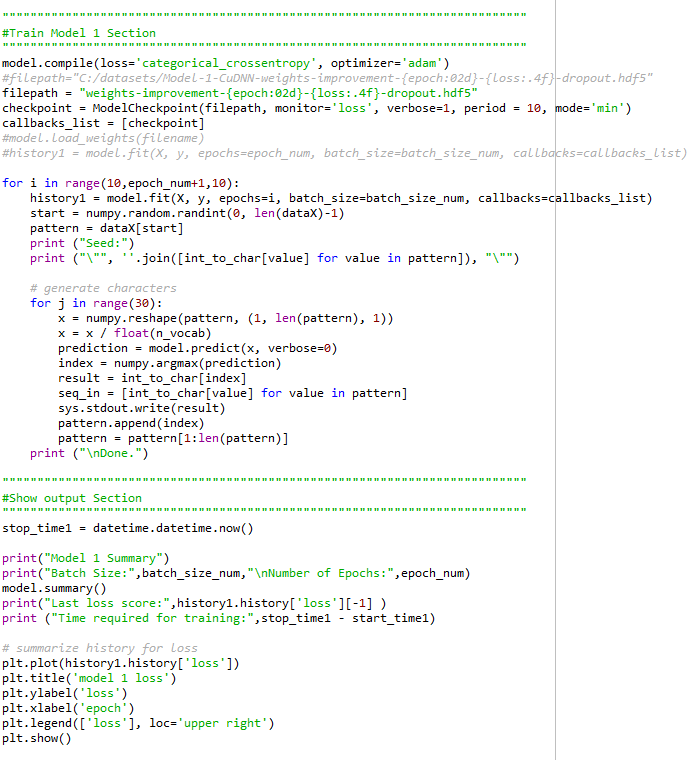 """""""""""""""""""""""""""""""""""""""""""""""""""""""""""""""""""""""""""
#Train Model 1 Section
"""""""""""""""""""""""""""""""""""""""""""""""""""""""""""""""""""""""""""
model.compile(loss='categorical_crossentropy', optimizer='adam')
#filepath="C:/datasets/Model-1-CuDNN-weights-improvement-{epoch:02d}-{loss:.4f}-dropout.hdf5"
filepath = "weights-improvement-{epoch:02d}-{loss:.4f}-dropout.hdf5"
checkpoint = ModelCheckpoint(filepath, monitor='loss', verbose=1, period = 10, mode='min')
callbacks_list = [checkpoint]
#model.load_weights(filename)
#history1 = model.fit(X, y, epochs=epoch_num, batch_size=batch_size_num, callbacks=callbacks_list)

for i in range(10,epoch_num+1,10):
    history1 = model.fit(X, y, epochs=i, batch_size=batch_size_num, callbacks=callbacks_list)
    start = numpy.random.randint(0, len(dataX)-1)
    pattern = dataX[start]
    print ("Seed:")
    print ("\"", ''.join([int_to_char[value] for value in pattern]), "\"")

    # generate characters
    for j in range(30):
        x = numpy.reshape(pattern, (1, len(pattern), 1))
        x = x / float(n_vocab)
        prediction = model.predict(x, verbose=0)
        index = numpy.argmax(prediction)
        result = int_to_char[index]
        seq_in = [int_to_char[value] for value in pattern]
        sys.stdout.write(result)
        pattern.append(index)
        pattern = pattern[1:len(pattern)]
    print ("\nDone.")

"""""""""""""""""""""""""""""""""""""""""""""""""""""""""""""""""""""""""""
#Show output Section
"""""""""""""""""""""""""""""""""""""""""""""""""""""""""""""""""""""""""""
stop_time1 = datetime.datetime.now()

print("Model 1 Summary")
print("Batch Size:",batch_size_num,"\nNumber of Epochs:",epoch_num)
model.summary()
print("Last loss score:",history1.history['loss'][-1] )
print ("Time required for training:",stop_time1 - start_time1)

# summarize history for loss
plt.plot(history1.history['loss'])
plt.title('model 1 loss')
plt.ylabel('loss')
plt.xlabel('epoch')
plt.legend(['loss'], loc='upper right')
plt.show()